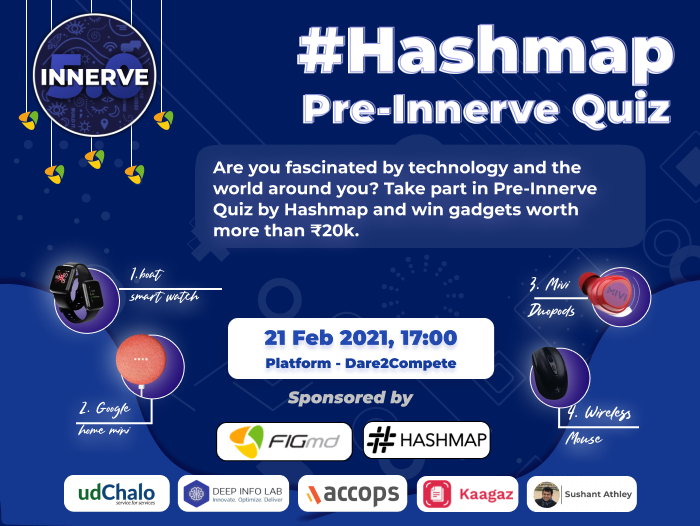 5.0
INNERVE
#Hashmap
Pre-Innerve Quiz
Are you fascinated by technology and the
world around you? Take part in Pre-Innerve
Quiz by Hashmap and win gadgets worth
more than ₹20k.
1.boat
smart watch
3. Mivi
Duopods
MIVI
21 Feb 2021, 17:00
Platform - Dare2Compete
2. Google
home mini
4. Wireless
Mouse
Sponsored by
FIGmd
# HASHMAP
udChalo
service for services
DEEP INFO LAB
Innovate. Optimize. Deliver
accops
Kaagaz
Sushant Athley